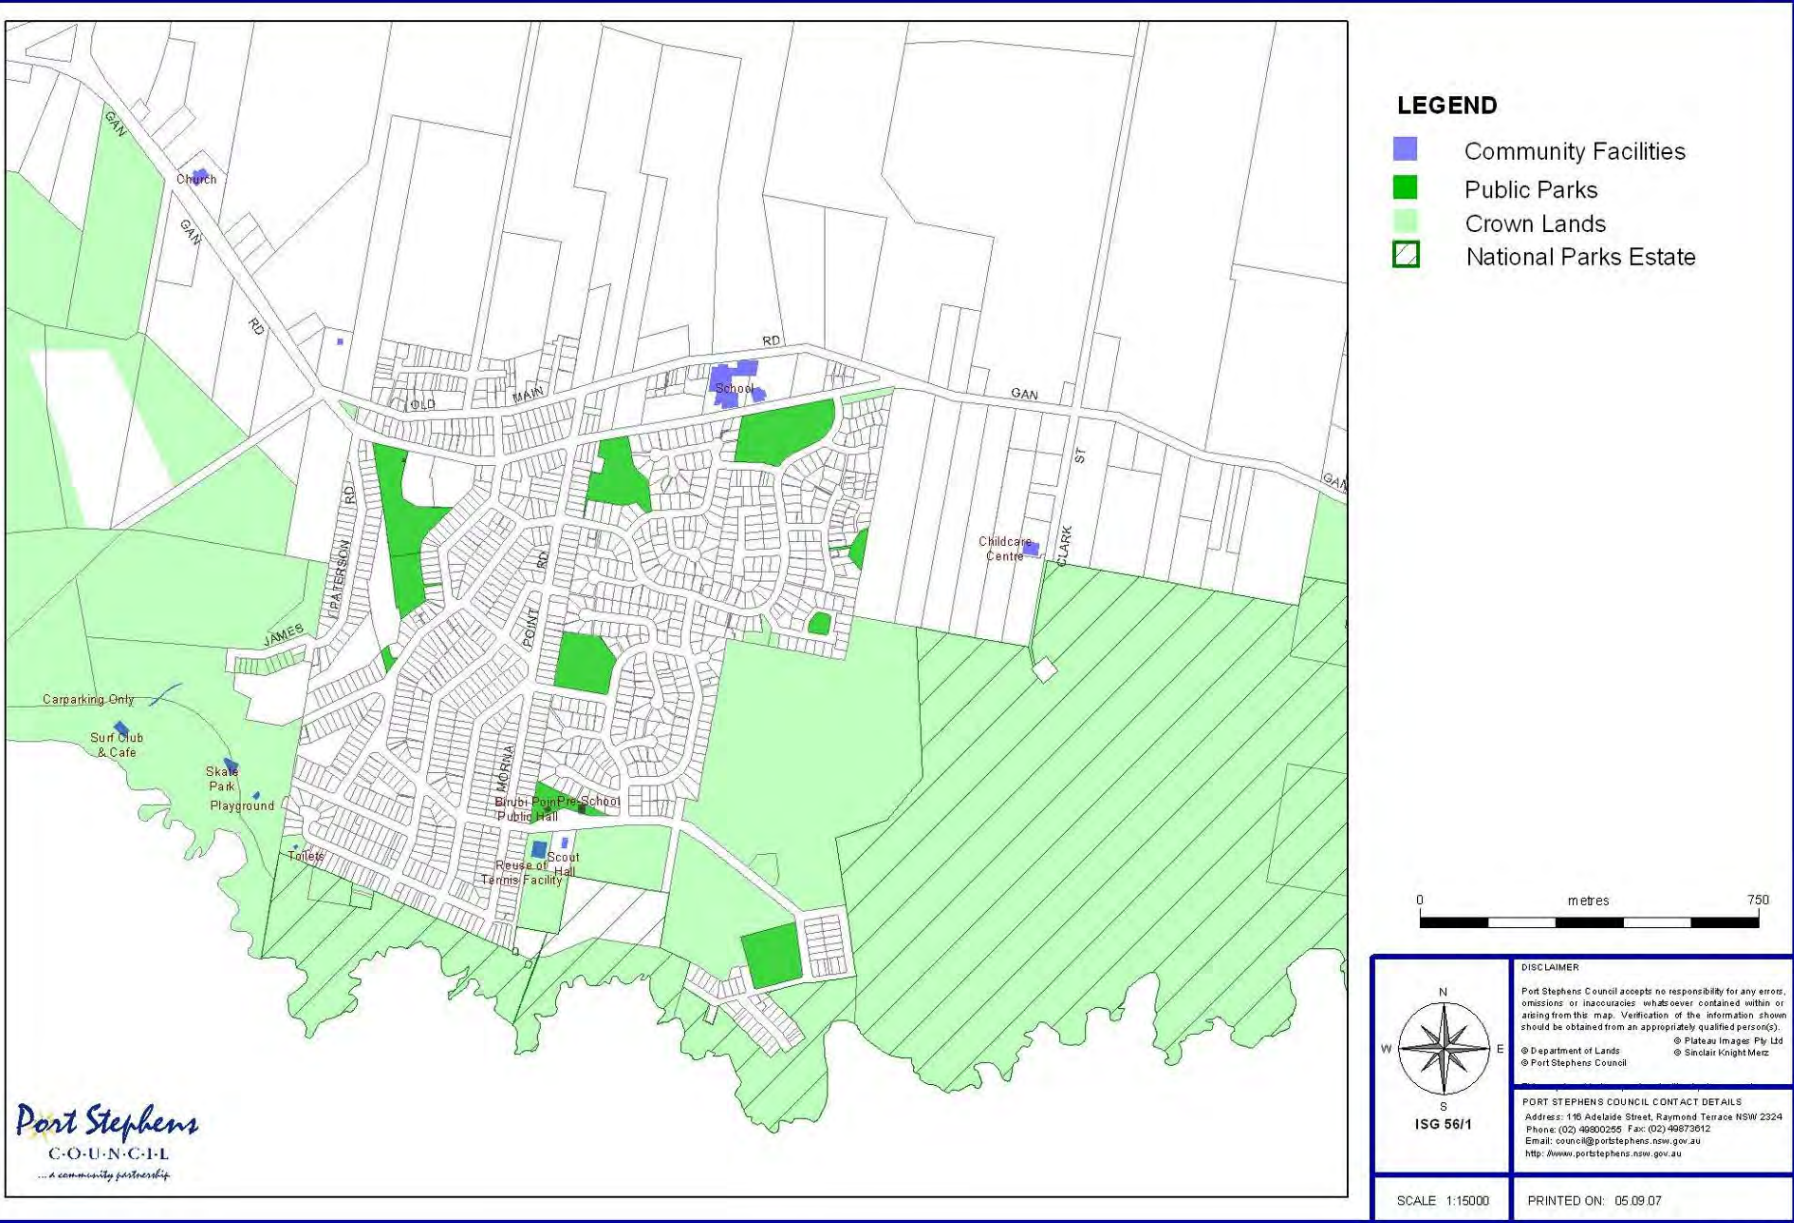 LEGEND
Community Facilities
Public Parks
Crown Lands
National Parks Estate
GAN
Church
GAN
RD
RD
OLD
MAIN
School
GAN
ST
GAN
RD
PATERSON
RD
POINT
MORNA
CLARK
Childcare
Centre
JAMES
Carparking Only
Surf Club
& Cafe
Skate
Park
Playground
Toilets
Birubi Point
Public Hall
Pre-School
Reuse of
Tennis Facility
Scout
Hall
0 metres 750
N
W E
S
ISG 56/1
DISCLAIMER
Port Stephens Council accepts no responsibility for any errors,
omissions or inaccuracies whatsoever contained within or
arising from this map. Verification of the information shown
should be obtained from an appropriately qualified person(s).
© Plateau Images Pty Ltd
© Department of Lands
© Sinclair Knight Merz
© Port Stephens Council
PORT STEPHENS COUNCIL CONTACT DETAILS
Address: 116 Adelaide Street, Raymond Terrace NSW 2324
Phone: (02) 49800255 Fax: (02) 49873612
Email: council@portstephens.nsw.gov.au
http: /www.portstephens.nsw.gov.au
SCALE 1:15000
PRINTED ON: 05.09.07
Port Stephens
C·O·U·N·C·I·L
... a community partnership